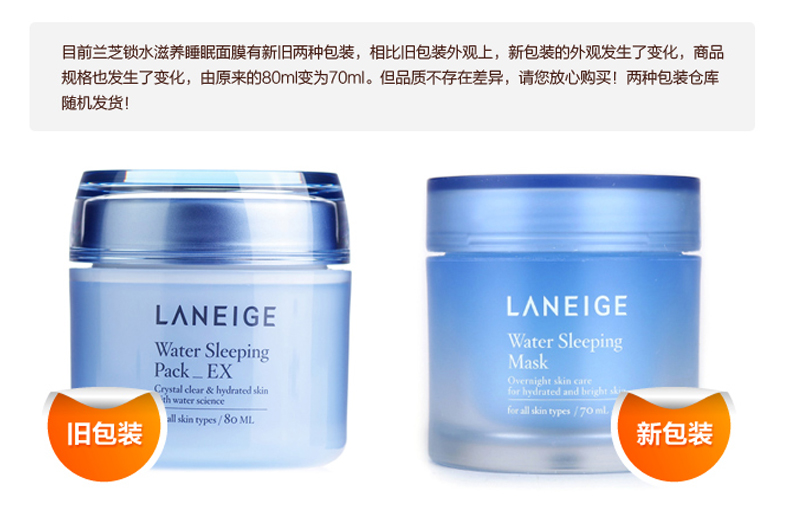 目前兰芝锁水滋养睡眠面膜有新旧两种包装，相比旧包装外观上，新包装的外观发生了变化，商品
规格也发生了变化，由原来的80ml变为70ml。但品质不存在差异，请您放心购买！两种包装仓库
随机发货！
LANEIGE
Water Sleeping
Pack_EX
Crystal clear & hydrated skin
with water science
all skin types / 80 ML
旧包装
LANEIGE
Water Sleeping
Mask
Overnight skin care
for hydrated and bright skin
for all skin types / 70 mL
新包装